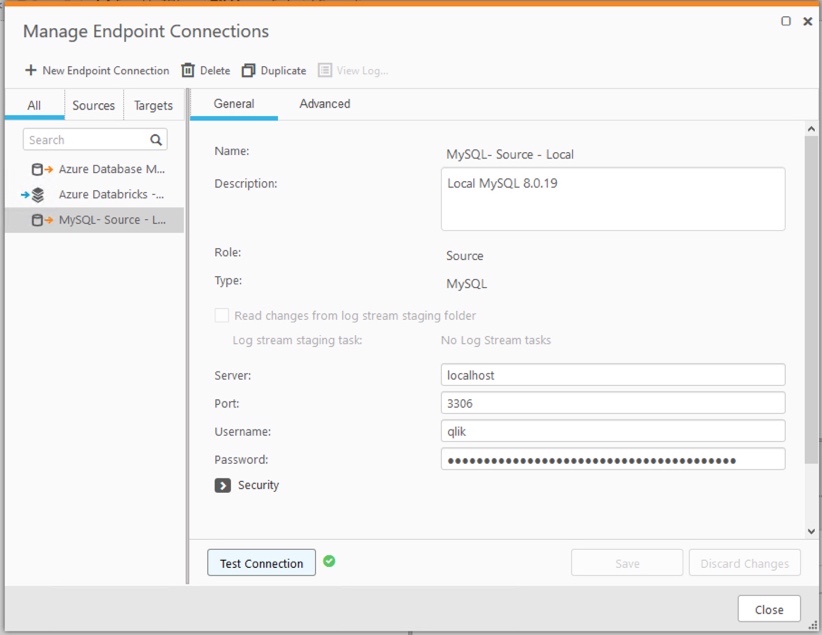 Manage Endpoint Connections
New Endpoint Connection Delete Duplicate View Log...
All Sources Targets
General Advanced
Search
Azure Database M...
Azure Databricks -...
MySQL- Source - L...
Name: MySQL- Source - Local
Description: Local MySQL 8.0.19
Role: Source
Type: MySQL
Read changes from log stream staging folder
Log stream staging task: No Log Stream tasks
Server: localhost
Port: 3306
Username: qlik
Password: ••••••••••••••••••••••••••••••••••••••••
Security
Test Connection Save Discard Changes
Close